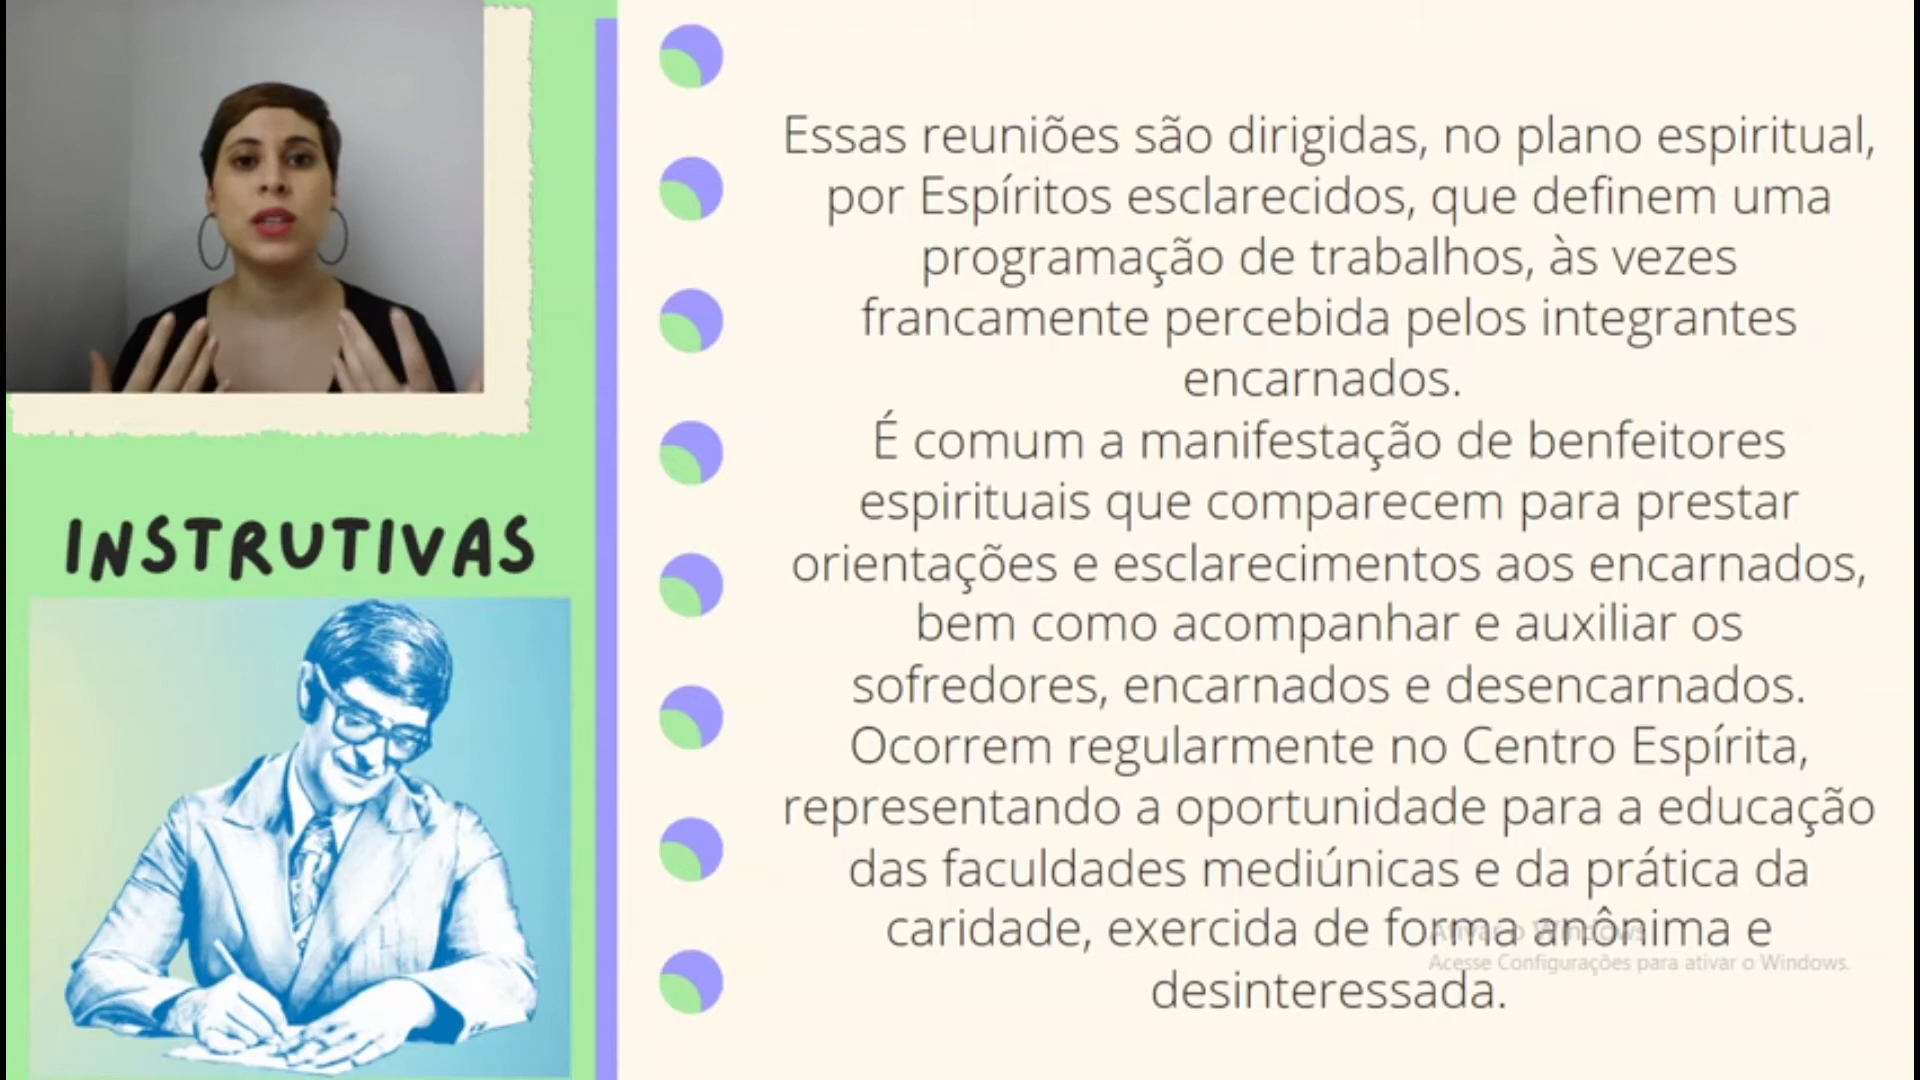 INSTRUTIVAS
Essas reuniões são dirigidas, no plano espiritual,
por Espíritos esclarecidos, que definem uma
programação de trabalhos, às vezes
francamente percebida pelos integrantes
encarnados.
É comum a manifestação de benfeitores
espirituais que comparecem para prestar
orientações e esclarecimentos aos encarnados,
bem como acompanhar e auxiliar os
sofredores, encarnados e desencarnados.
Ocorrem regularmente no Centro Espírita,
representando a oportunidade para a educação
das faculdades mediúnicas e da prática da
caridade, exercida de forma anônima e
desinteressada.
Ativar o Windows
Acesse Configurações para ativar o Windows.